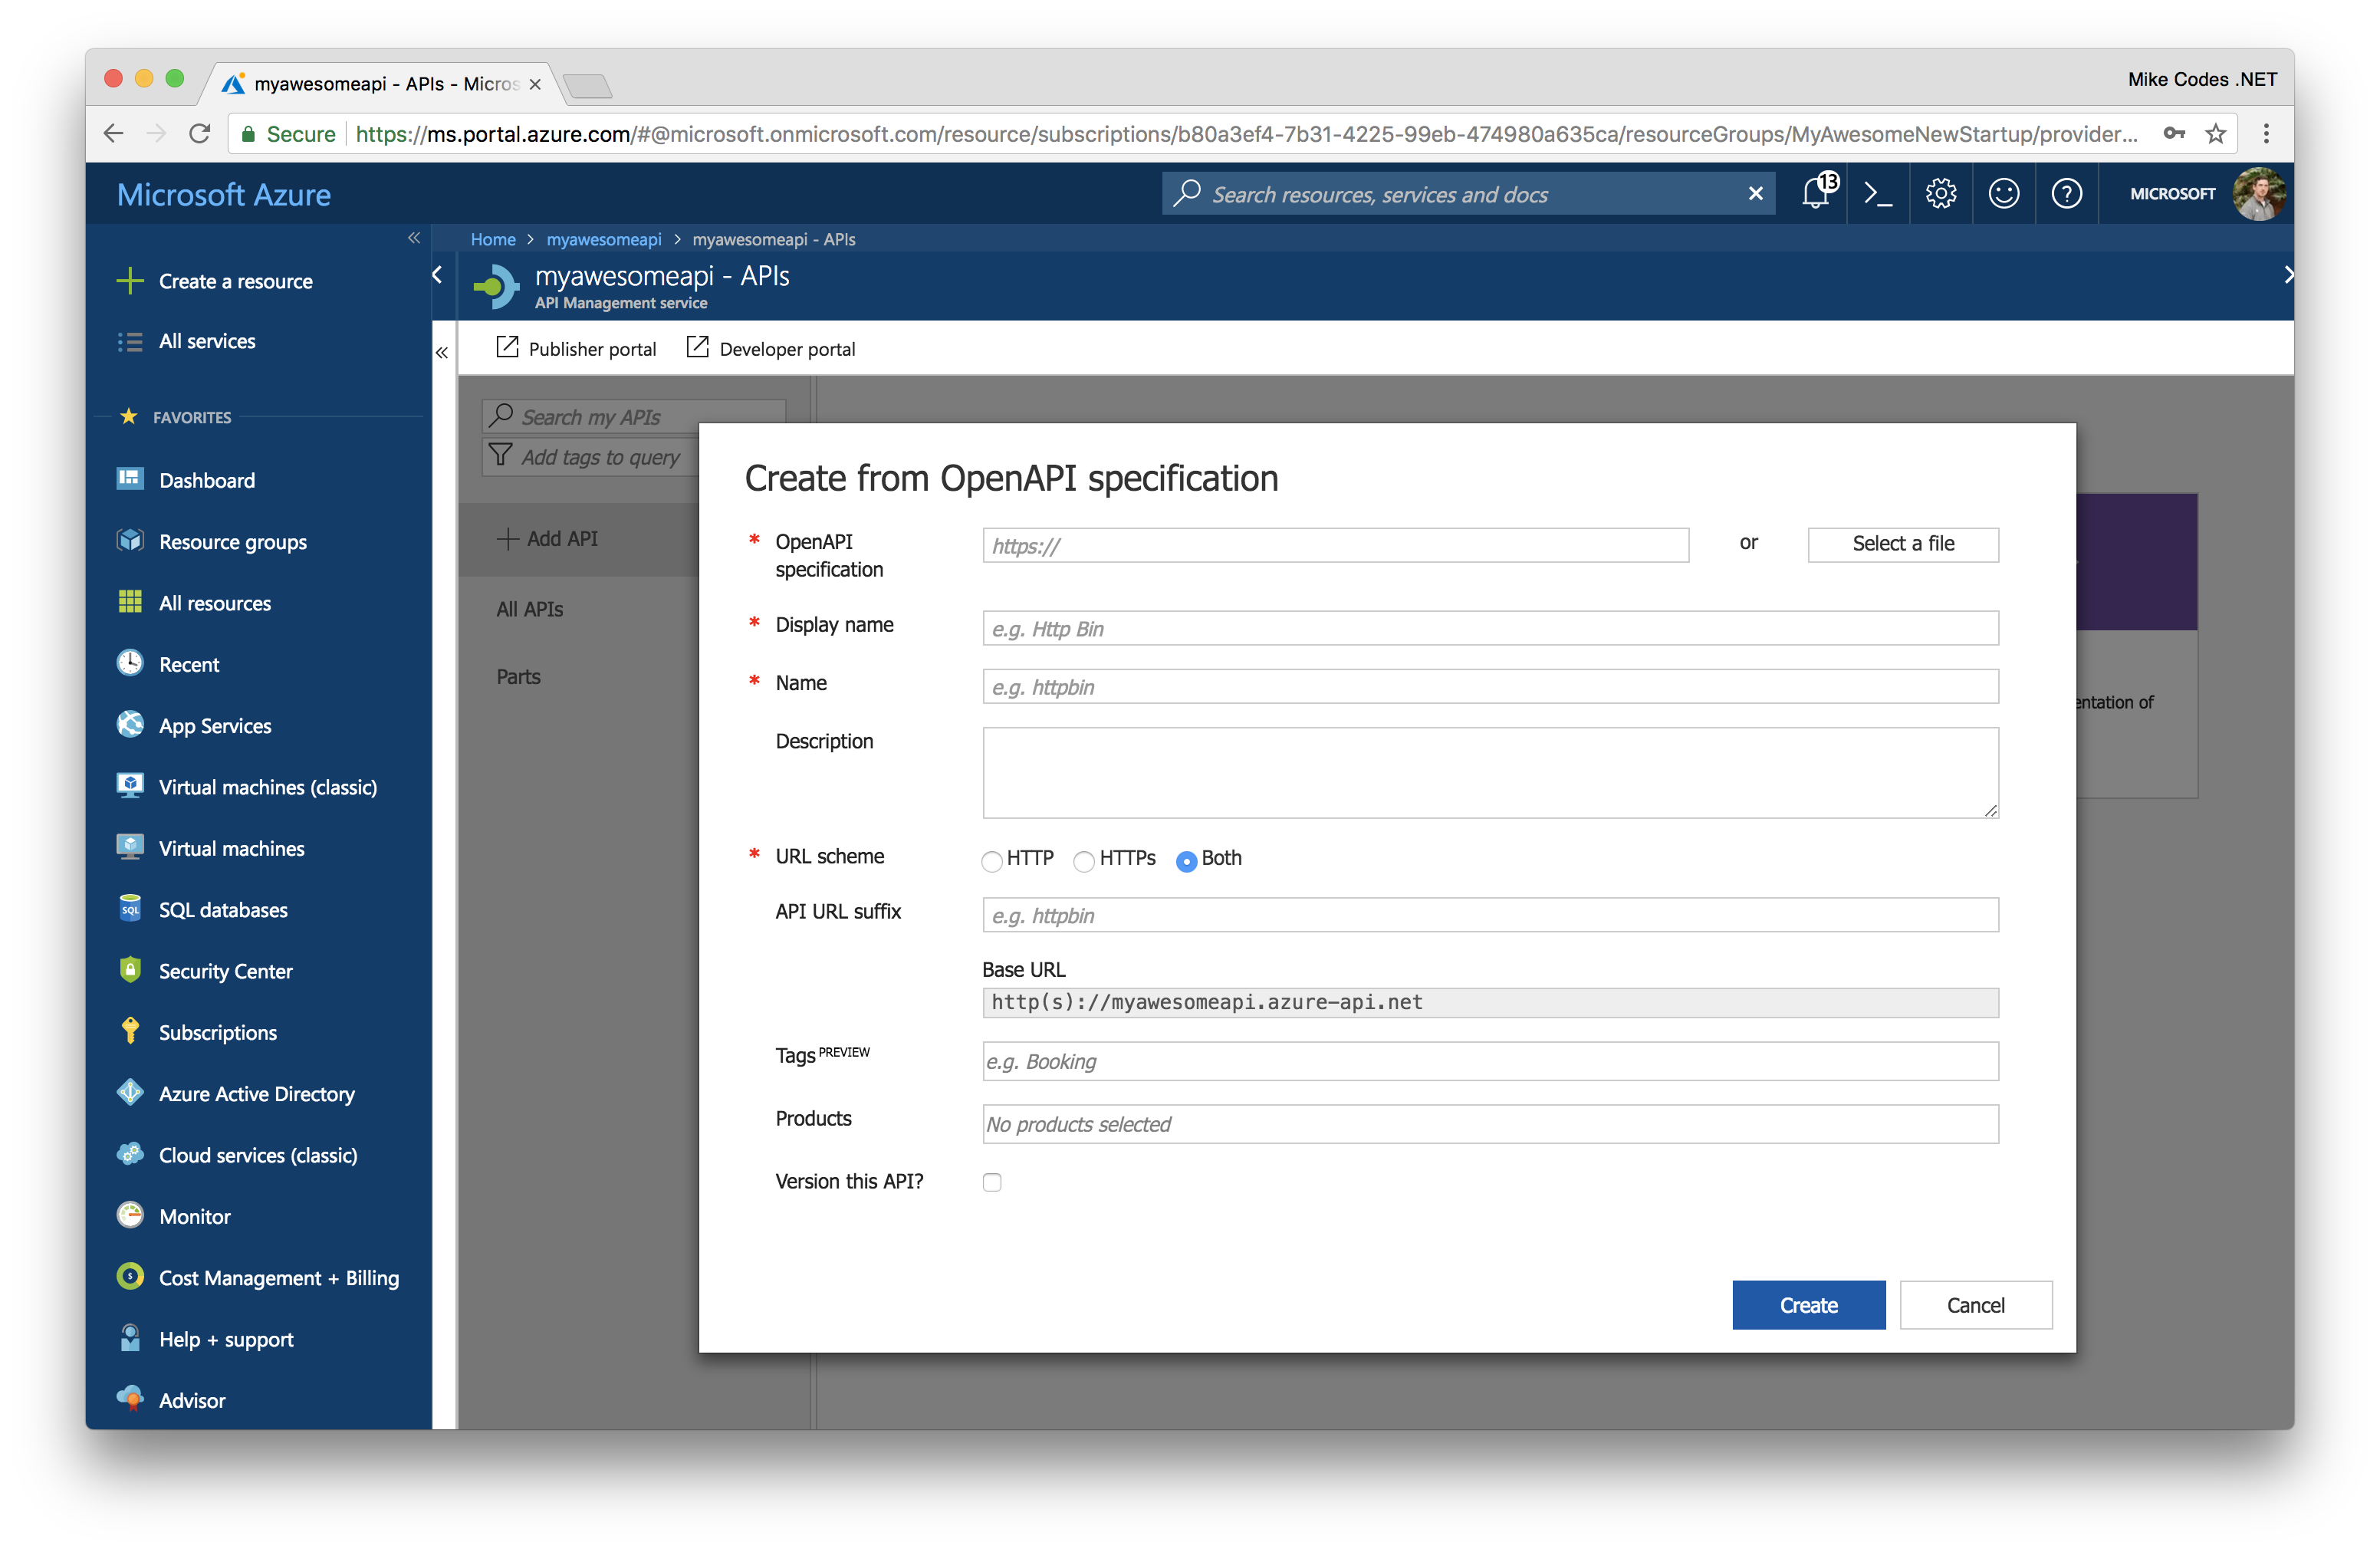 myawesomeapi - APIs - Micros
Mike Codes .NET
Secure
https://ms.portal.azure.com/#@microsoft.onmicrosoft.com/resource/subscriptions/b80a3ef4-7b31-4225-99eb-474980a635ca/resourceGroups/MyAwesomeNewStartup/provider...
Microsoft Azure
Search resources, services and docs
13
MICROSOFT
Home > myawesomeapi > myawesomeapi - APIs
myawesomeapi - APIs
API Management service
Publisher portal
Developer portal
Create a resource
All services
FAVORITES
Dashboard
Resource groups
All resources
Recent
App Services
Virtual machines (classic)
Virtual machines
SQL
SQL databases
Security Center
Subscriptions
Azure Active Directory
Cloud services (classic)
Monitor
Cost Management + Billing
Help + support
Advisor
Search my APIs
Add tags to query
Add API
All APIs
Parts
Create from OpenAPI specification
* OpenAPI specification
https://
or
Select a file
* Display name
e.g. Http Bin
* Name
e.g. httpbin
Description
* URL scheme
HTTP
HTTPs
Both
API URL suffix
e.g. httpbin
Base URL
http(s)://myawesomeapi.azure-api.net
Tags PREVIEW
e.g. Booking
Products
No products selected
Version this API?
Create
Cancel
entation of